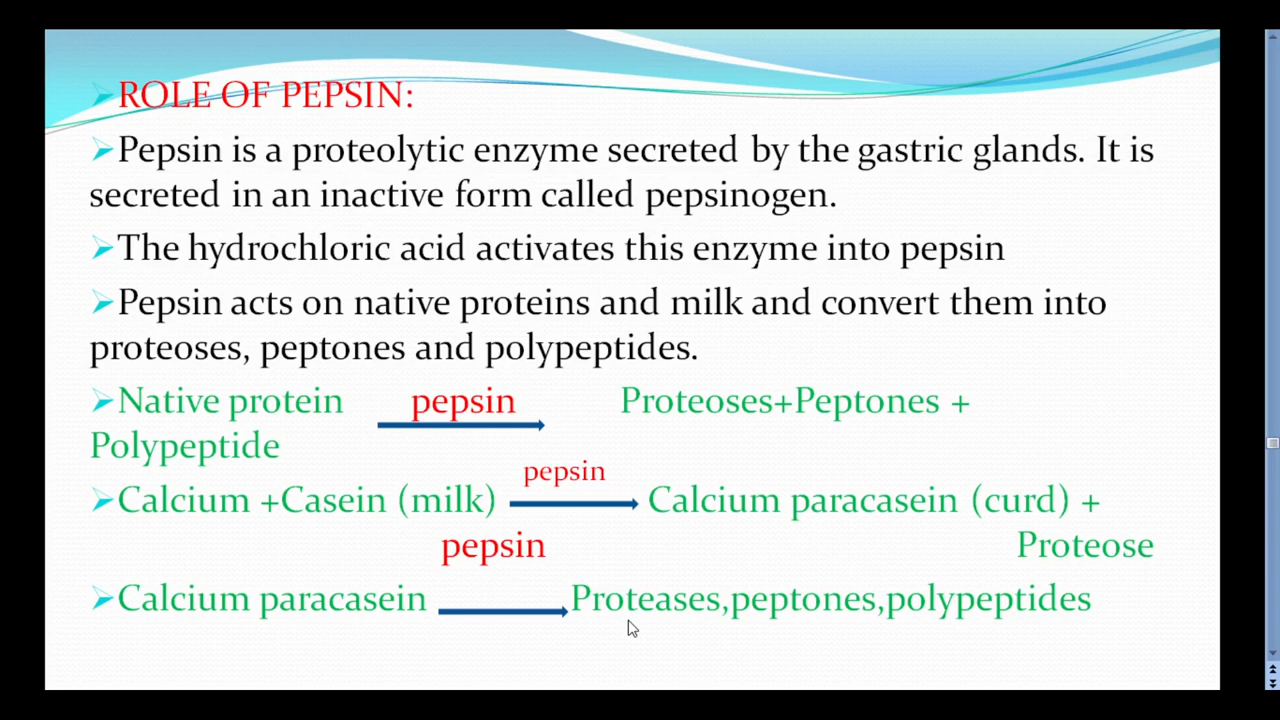 ROLE OF PEPSIN:
Pepsin is a proteolytic enzyme secreted by the gastric glands. It is
secreted in an inactive form called pepsinogen.
The hydrochloric acid activates this enzyme into pepsin
Pepsin acts on native proteins and milk and convert them into
proteoses, peptones and polypeptides.
Native protein pepsin Proteoses+Peptones +
Polypeptide
pepsin
Calcium +Casein (milk) Calcium paracasein (curd) +
pepsin Proteose
Calcium paracasein Proteases,peptones,polypeptides